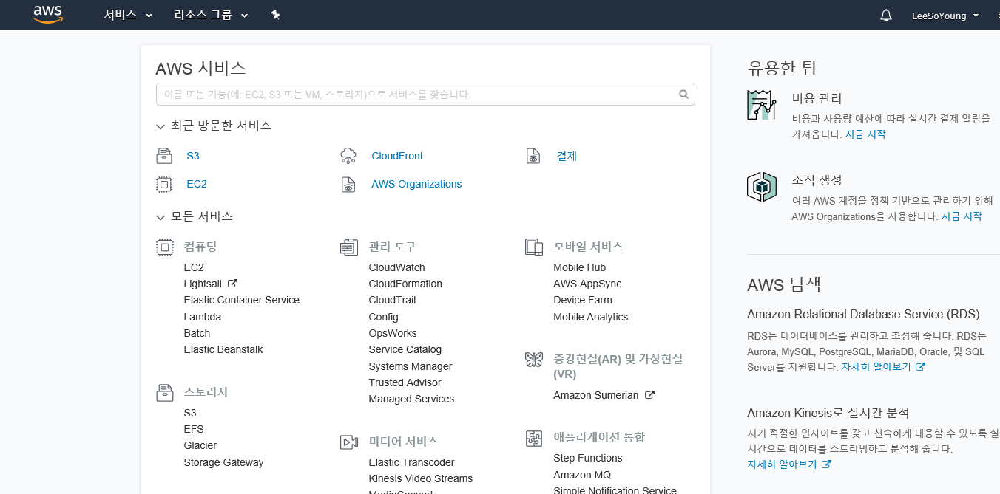 aws
서비스
리소스 그룹
LeeSoYoung
AWS 서비스
이름 또는 기능(예: EC2, S3 또는 VM, 스토리지)으로 서비스를 찾습니다.
최근 방문한 서비스
S3
CloudFront
결제
EC2
AWS Organizations
모든 서비스
컴퓨팅
EC2
Lightsail
Elastic Container Service
Lambda
Batch
Elastic Beanstalk
스토리지
S3
EFS
Glacier
Storage Gateway
관리 도구
CloudWatch
CloudFormation
CloudTrail
Config
OpsWorks
Service Catalog
Systems Manager
Trusted Advisor
Managed Services
미디어 서비스
Elastic Transcoder
Kinesis Video Streams
MediaConvert
모바일 서비스
Mobile Hub
AWS AppSync
Device Farm
Mobile Analytics
증강현실(AR) 및 가상현실
(VR)
Amazon Sumerian
애플리케이션 통합
Step Functions
Amazon MQ
Simple Notification Service
유용한 팁
비용 관리
비용과 사용량 예산에 따라 실시간 결제 알림을
가져옵니다. 지금 시작
조직 생성
여러 AWS 계정을 정책 기반으로 관리하기 위해
AWS Organizations을 사용합니다. 지금 시작
AWS 탐색
Amazon Relational Database Service (RDS)
RDS는 데이터베이스를 관리하고 조정해 줍니다. RDS는
Aurora, MySQL, PostgreSQL, MariaDB, Oracle, 및 SQL
Server를 지원합니다. 자세히 알아보기
Amazon Kinesis로 실시간 분석
시기 적절한 인사이트를 갖고 신속하게 대응할 수 있도록 실
시간으로 데이터를 스트리밍하고 분석해 줍니다.
자세히 알아보기